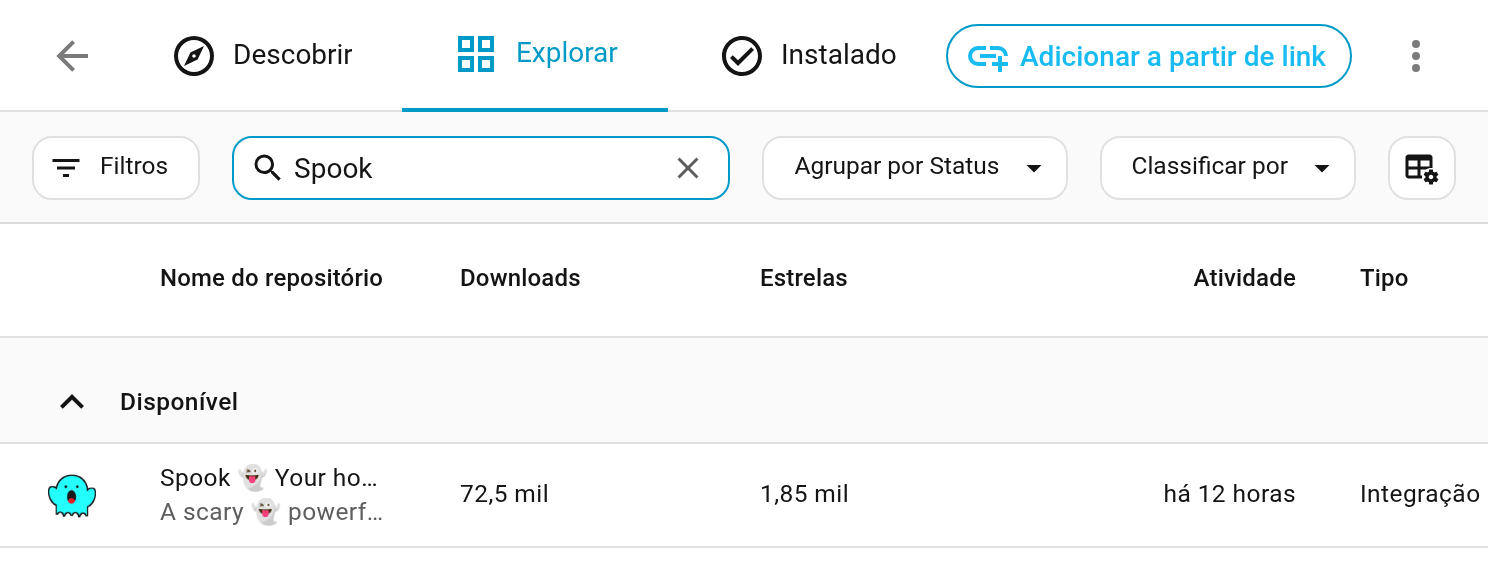 Descobrir
Explorar
Instalado
Adicionar a partir de link
Filtros
Spook
Agrupar por Status
Classificar por
Nome do repositório
Downloads
Estrelas
Atividade
Tipo
Disponível
Spook 👻 Your ho...
A scary 👻 powerf...
72,5 mil
1,85 mil
há 12 horas
Integração